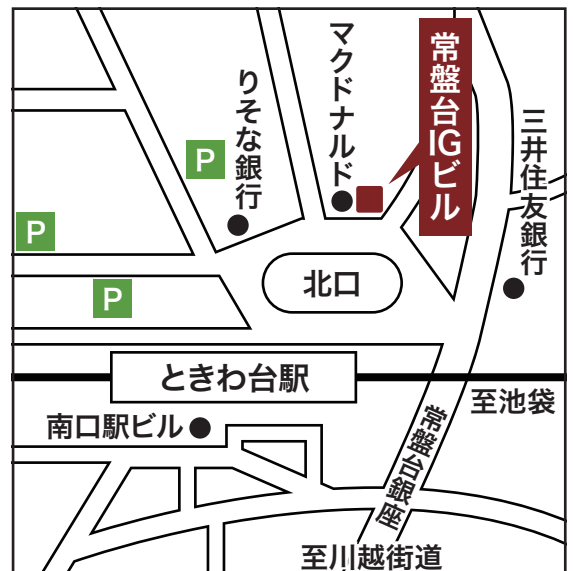 マクドナルド
常盤台IGビル
りそな銀行
三井住友銀行
P
P
P
北口
ときわ台駅
至池袋
南口駅ビル
常盤台銀座
至川越街道